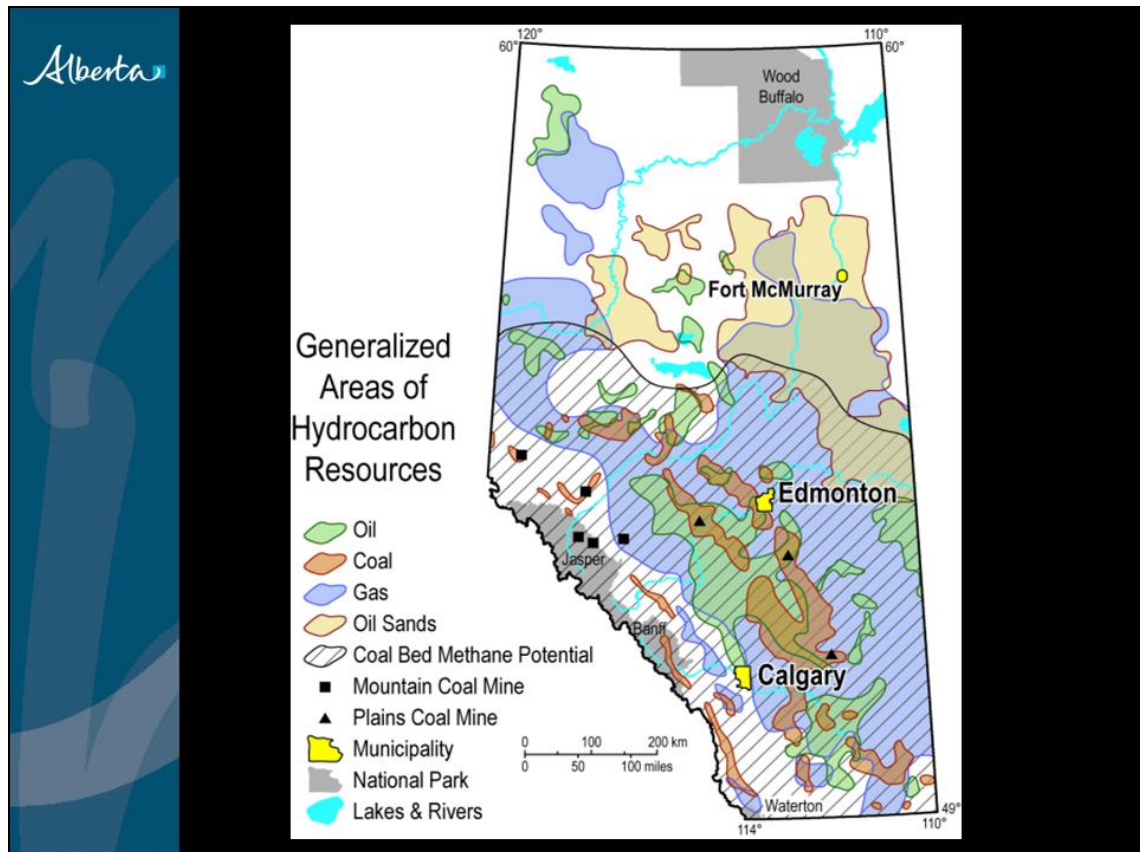 Alberta
120°
110°
60°
60°
Wood
Buffalo
Fort McMurray
Generalized
Areas of
Hydrocarbon
Resources
Edmonton
Jasper
Banff
Calgary
Oil
Coal
Gas
Oil Sands
Coal Bed Methane Potential
Mountain Coal Mine
Plains Coal Mine
Municipality
National Park
Lakes & Rivers
0 100 200 km
0 50 100 miles
Waterton
49°
114°
110°